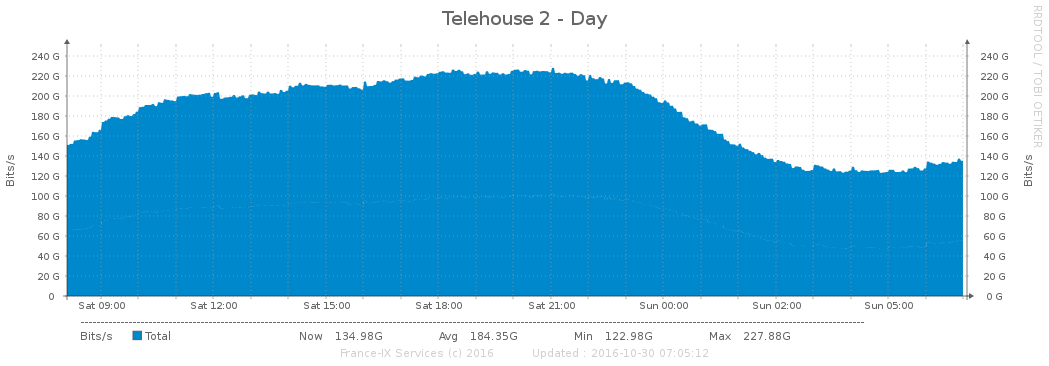 Telehouse 2 - Day
RRDTOOL / TOBI OETIKER
Bits/s
240 G
220 G
200 G
180 G
160 G
140 G
120 G
100 G
80 G
60 G
40 G
20 G
0
240 G
220 G
200 G
180 G
160 G
140 G
120 G
100 G
80 G
60 G
40 G
20 G
0 G
Bits/s
Sat 09:00 Sat 12:00 Sat 15:00 Sat 18:00 Sat 21:00 Sun 00:00 Sun 02:00 Sun 05:00
Bits/s Total Now 134.98G Avg 184.35G Min 122.98G Max 227.88G
France-IX Services (c) 2016 Updated : 2016-10-30 07:05:12